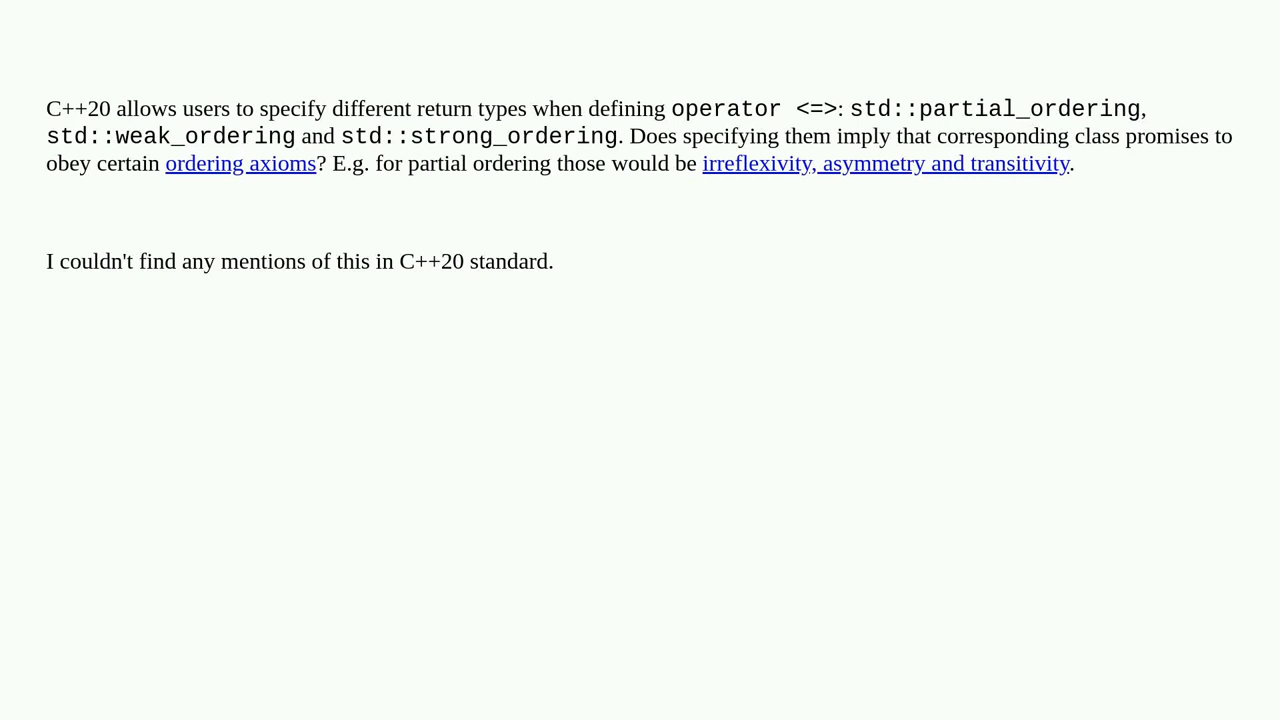 C++20 allows users to specify different return types when defining operator <=>: std::partial_ordering,
std::weak_ordering and std::strong_ordering. Does specifying them imply that corresponding class promises to
obey certain ordering axioms? E.g. for partial ordering those would be irreflexivity, asymmetry and transitivity.
I couldn't find any mentions of this in C++20 standard.